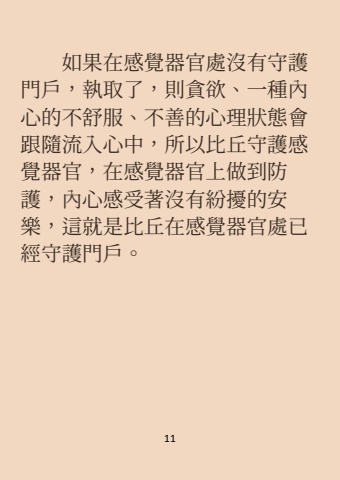 如果在感覺器官處沒有守護
門戶，執取了，則貪欲、一種內
心的不舒服、不善的心理狀態會
跟隨流入心中，所以比丘守護感
覺器官，在感覺器官上做到防
護，內心感受著沒有紛擾的安
樂，這就是比丘在感覺器官處已
經守護門戶。
11